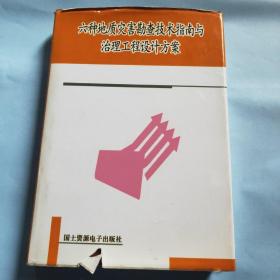 六种地质灾害勘查技术指南与
治理工程设计方案
国土资源电子出版社